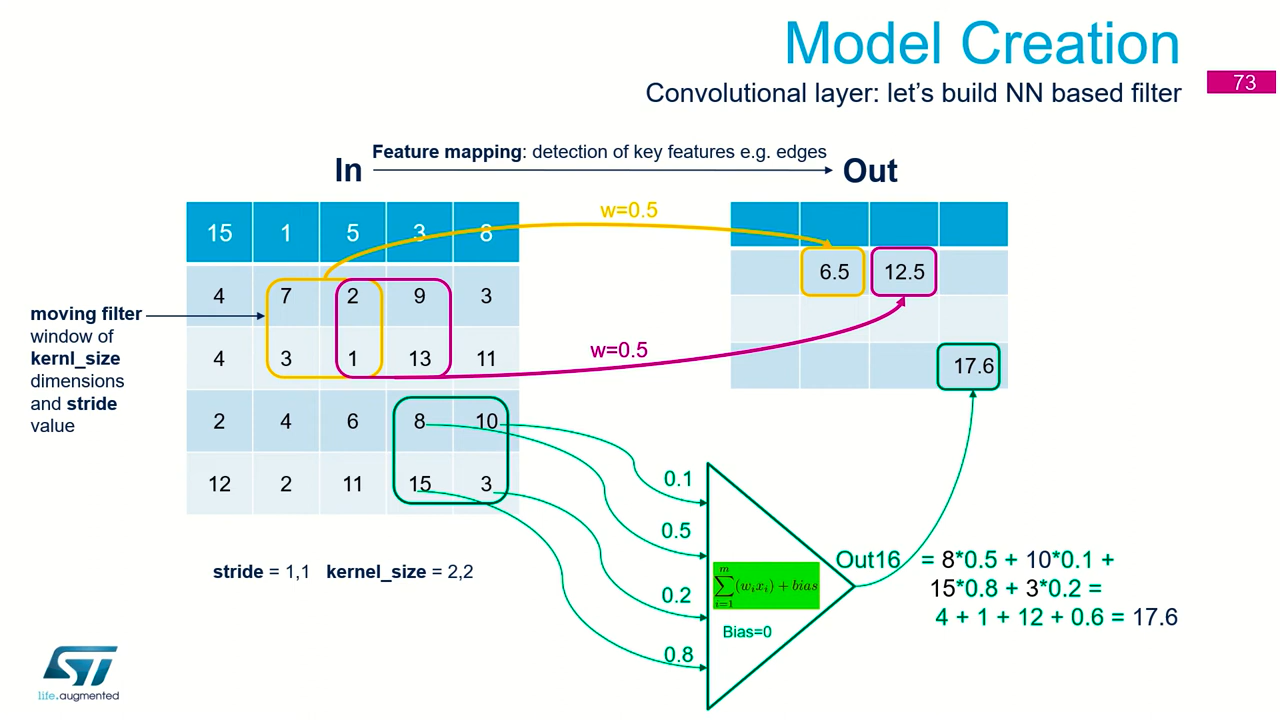 Model Creation
Convolutional layer: let's build NN based filter
73
Feature mapping: detection of key features e.g. edges
In
Out
15 1 5 3 8
4 7 2 9 3
4 3 1 13 11
2 4 6 8 10
12 2 11 15 3
w=0.5
6.5 12.5
w=0.5
17.6
moving filter
window of
kernl_size
dimensions
and stride
value
0.1
0.5
0.2
0.8
∑_{i=1}^{m} (w_i x_i) + bias
Bias=0
Out16 = 8*0.5 + 10*0.1 +
15*0.8 + 3*0.2 =
4 + 1 + 12 + 0.6 = 17.6
stride = 1,1 kernel_size = 2,2
ST
life.augmented